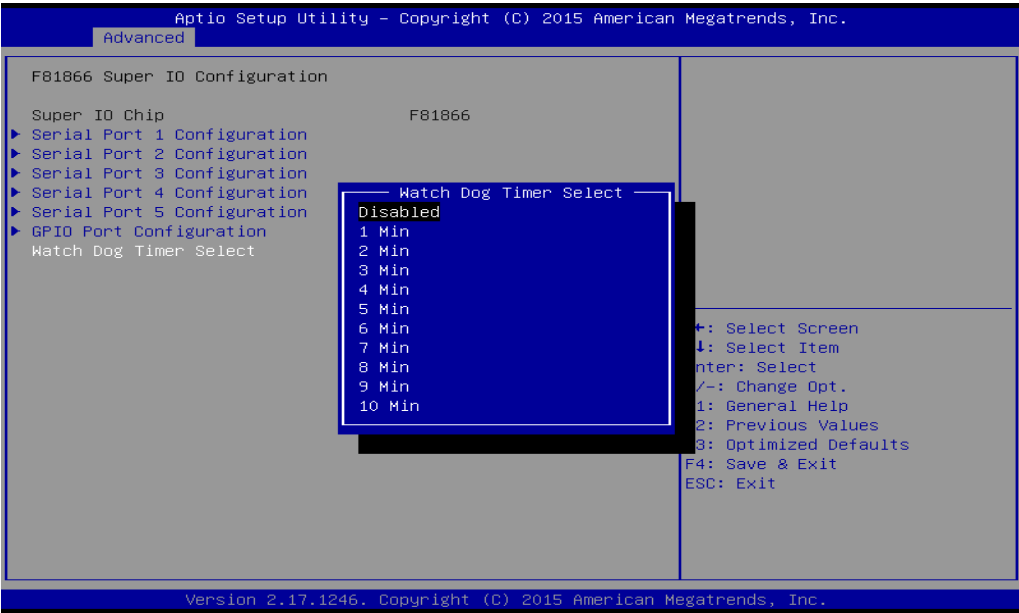 Aptio Setup Utility – Copyright (C) 2015 American Megatrends, Inc.
Advanced
F81866 Super IO Configuration
Super IO Chip F81866
Serial Port 1 Configuration
Serial Port 2 Configuration
Serial Port 3 Configuration
Serial Port 4 Configuration
Serial Port 5 Configuration
GPIO Port Configuration
Watch Dog Timer Select
Watch Dog Timer Select
Disabled
1 Min
2 Min
3 Min
4 Min
5 Min
6 Min
7 Min
8 Min
9 Min
10 Min
: Select Screen
: Select Item
nter: Select
/-: Change Opt.
1: General Help
2: Previous Values
3: Optimized Defaults
F4: Save & Exit
ESC: Exit
Version 2.17.1246. Copyright (C) 2015 American Megatrends, Inc.